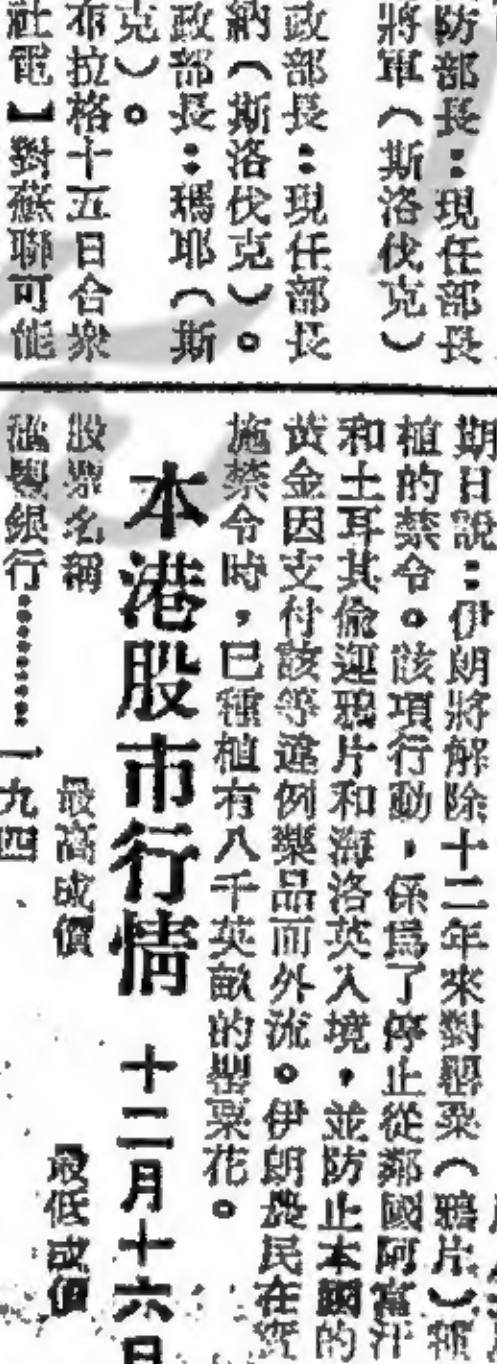 防部長：現任部長
將軍（斯洛伐克）
政部長：現任部長
納（斯洛伐克）。
政部長：瑪耶（斯
克）。
布拉格十五日合衆
社電】對蘇聯可能
期日說：伊朗將解除十二年來對罌粟（鴉片）種
植的禁令。該項行動，係爲了停止從鄰國阿富汗
和土耳其偷運鴉片和海洛英入境，並防止本國的
黃金因支付該等違例藥品而外流。伊朗農民在實
施禁令時，已種植有八千英畝的罌粟花。
本港股市行情 十二月十六日
股票名稱 最高成價 最低成價
滙豐銀行………一九四、